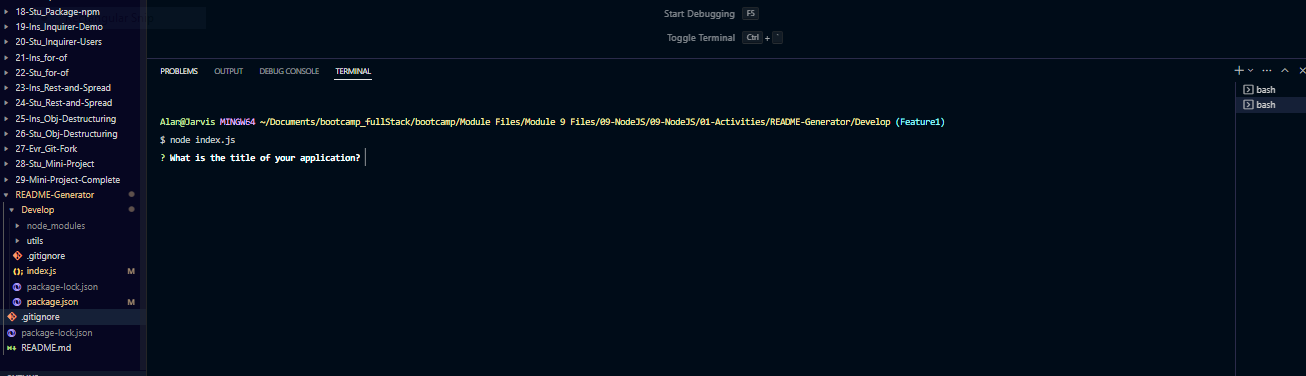 18-Stu_Package-npm
19-Ins_Inquirer-Demo
20-Stu_Inquirer-Users
21-Ins_for-of
22-Stu_for-of
23-Ins_Rest-and-Spread
24-Stu_Rest-and-Spread
25-Ins_Obj-Destructuring
26-Stu_Obj-Destructuring
27-Evr_Git-Fork
28-Stu_Mini-Project
29-Mini-Project-Complete
README-Generator
Develop
node_modules
utils
.gitignore
index.js M
package-lock.json
package.json M
.gitignore
package-lock.json
README.md
Start Debugging F5
Toggle Terminal Ctrl + `
PROBLEMS OUTPUT DEBUG CONSOLE TERMINAL
Alan@Jarvis MINGW64 ~/Documents/bootcamp_fullStack/bootcamp/Module Files/Module 9 Files/09-NodeJS/09-NodeJS/01-Activities/README-Generator/Develop (Feature1)
$ node index.js
? What is the title of your application?
bash
bash